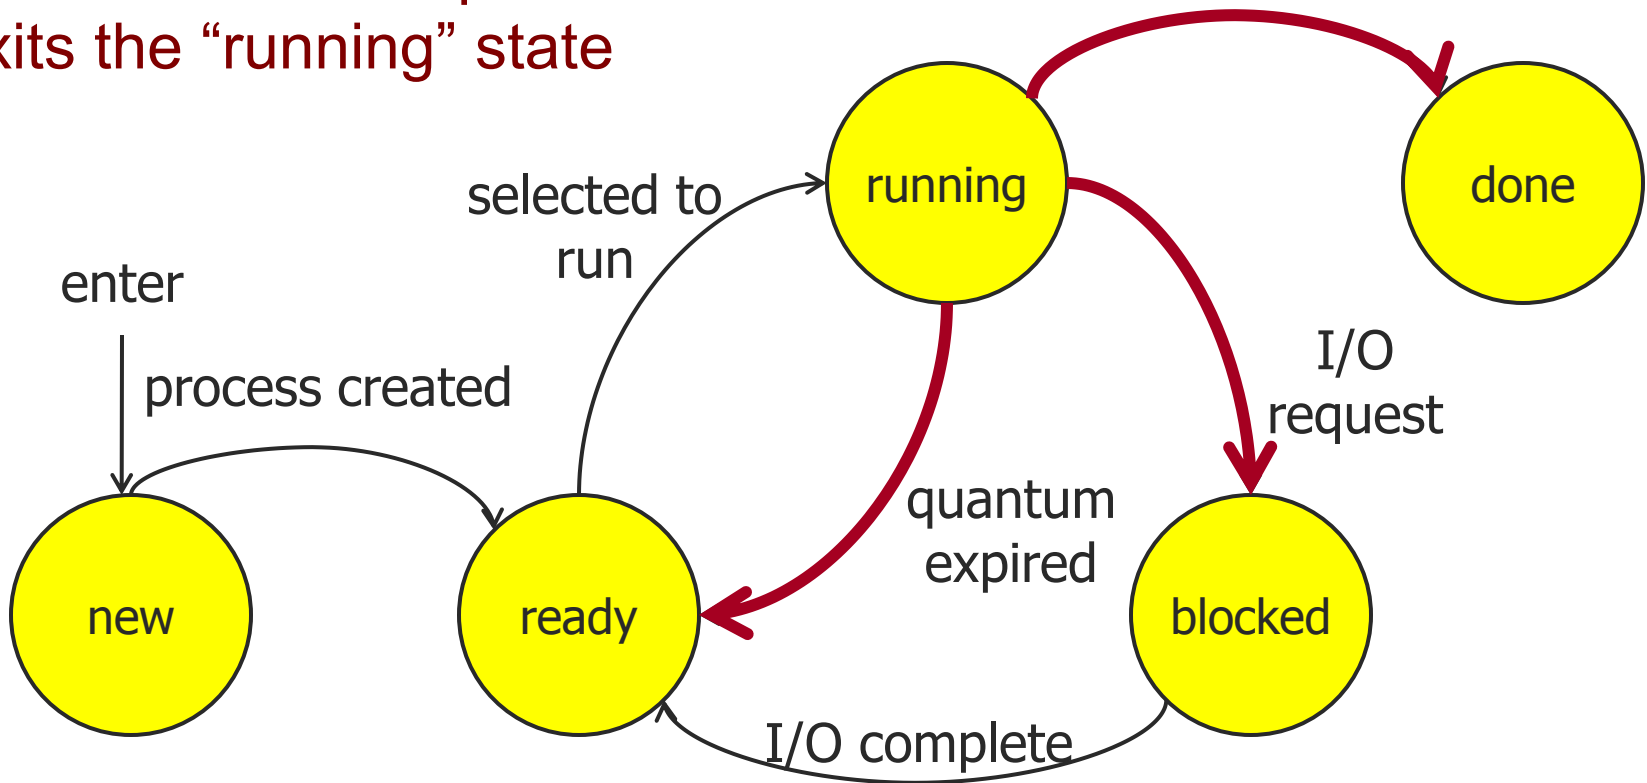 xits the “running” state
running
done
selected to
run
enter
I/O
request
process created
quantum
expired
new
ready
blocked
I/O complete